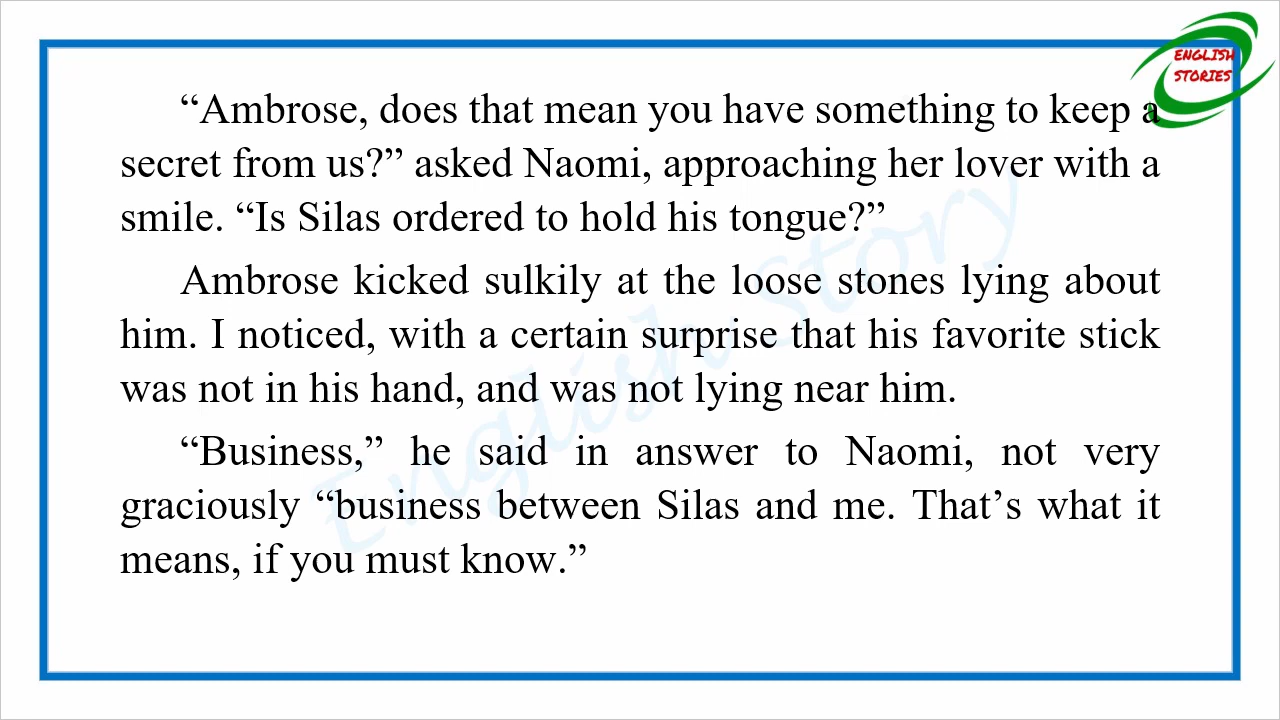 ENGLISH
STORIES
“Ambrose, does that mean you have something to keep a
secret from us?” asked Naomi, approaching her lover with a
smile. “Is Silas ordered to hold his tongue?”
Ambrose kicked sulkily at the loose stones lying about
him. I noticed, with a certain surprise that his favorite stick
was not in his hand, and was not lying near him.
“Business,” he said in answer to Naomi, not very
graciously “business between Silas and me. That’s what it
means, if you must know.”
English Story